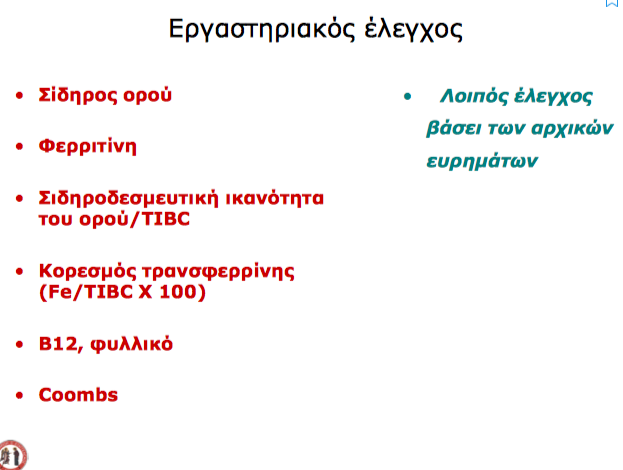 Εργαστηριακός έλεγχος
• Σίδηρος ορού
• Φερριτίνη
• Σιδηροδεσμευτική ικανότητα
του ορού/TIBC
• Κορεσμός τρανσφερρίνης
(Fe/TIBC X 100)
• Β12, φυλλικό
• Coombs
• Λοιπός έλεγχος
βάσει των αρχικών
ευρημάτων